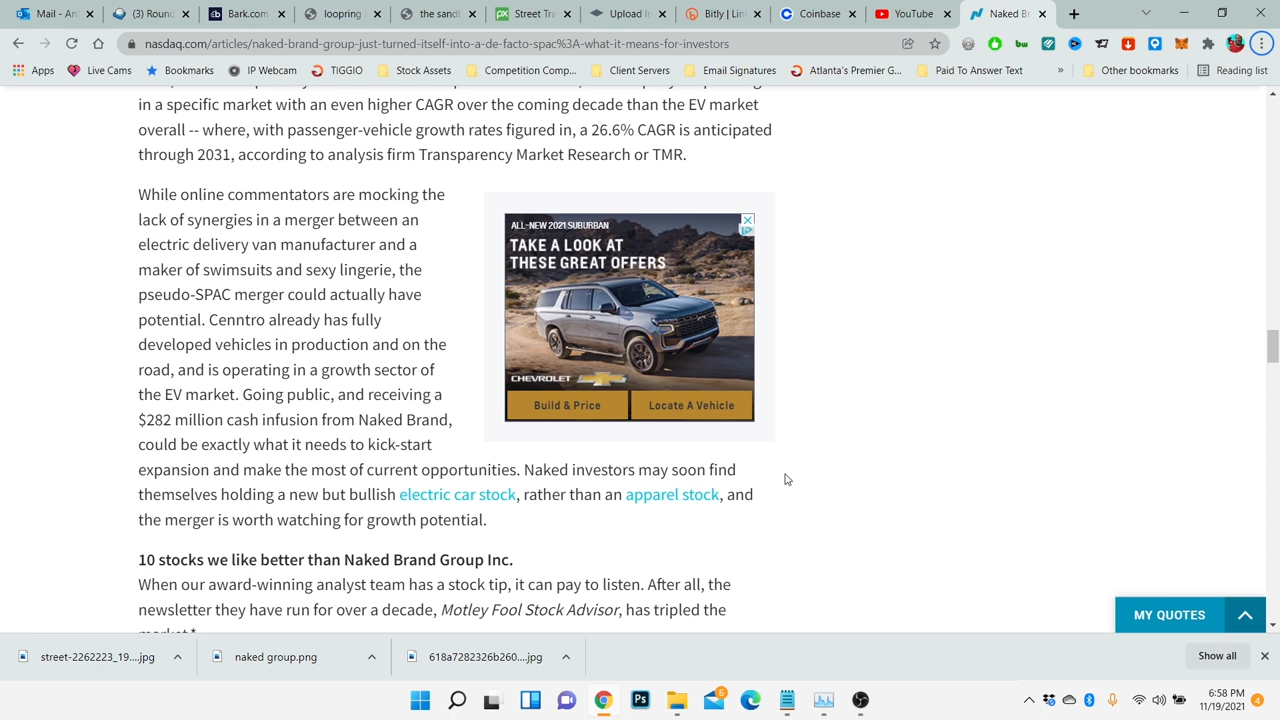 Mail - Am
(3) Round
Bark.com
looping l
the sandt
Street Tra
Upload In
Bitly | Lin
Coinbase
YouTube
Naked Br
nasdaq.com/articles/naked-brand-group-just-turned-itself-into-a-de-facto-spac%3A-what-it-means-for-investors
Apps
Live Cams
Bookmarks
IP Webcam
TIGGIO
Stock Assets
Competition Comp...
Client Servers
Email Signatures
Atlanta's Premier G...
Paid To Answer Text
»
Other bookmarks
Reading list
in a specific market with an even higher CAGR over the coming decade than the EV market
overall -- where, with passenger-vehicle growth rates figured in, a 26.6% CAGR is anticipated
through 2031, according to analysis firm Transparency Market Research or TMR.
While online commentators are mocking the
lack of synergies in a merger between an
electric delivery van manufacturer and a
maker of swimsuits and sexy lingerie, the
pseudo-SPAC merger could actually have
potential. Cenntro already has fully
developed vehicles in production and on the
road, and is operating in a growth sector of
the EV market. Going public, and receiving a
$282 million cash infusion from Naked Brand,
could be exactly what it needs to kick-start
expansion and make the most of current opportunities. Naked investors may soon find
themselves holding a new but bullish electric car stock, rather than an apparel stock, and
the merger is worth watching for growth potential.
ALL-NEW 2021 SUBURBAN
TAKE A LOOK AT
THESE GREAT OFFERS
CHEVROLET
Build & Price
Locate A Vehicle
10 stocks we like better than Naked Brand Group Inc.
When our award-winning analyst team has a stock tip, it can pay to listen. After all, the
newsletter they have run for over a decade, Motley Fool Stock Advisor, has tripled the
market.*
MY QUOTES
street-2262223_19....jpg
naked group.png
618a7282326b260....jpg
Show all
6
6:58 PM
11/19/2021
4